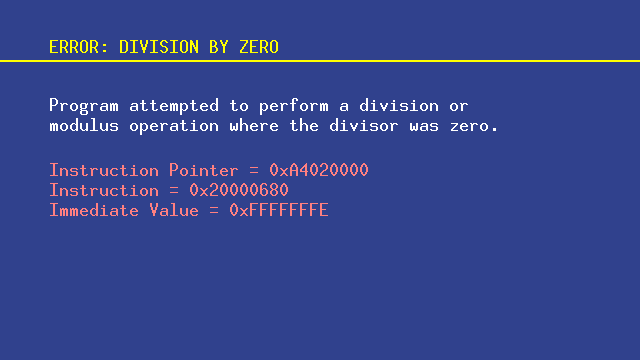 ERROR: DIVISION BY ZERO
Program attempted to perform a division or
modulus operation where the divisor was zero.
Instruction Pointer = 0xA4020000
Instruction = 0x20000680
Immediate Value = 0xFFFFFFFE